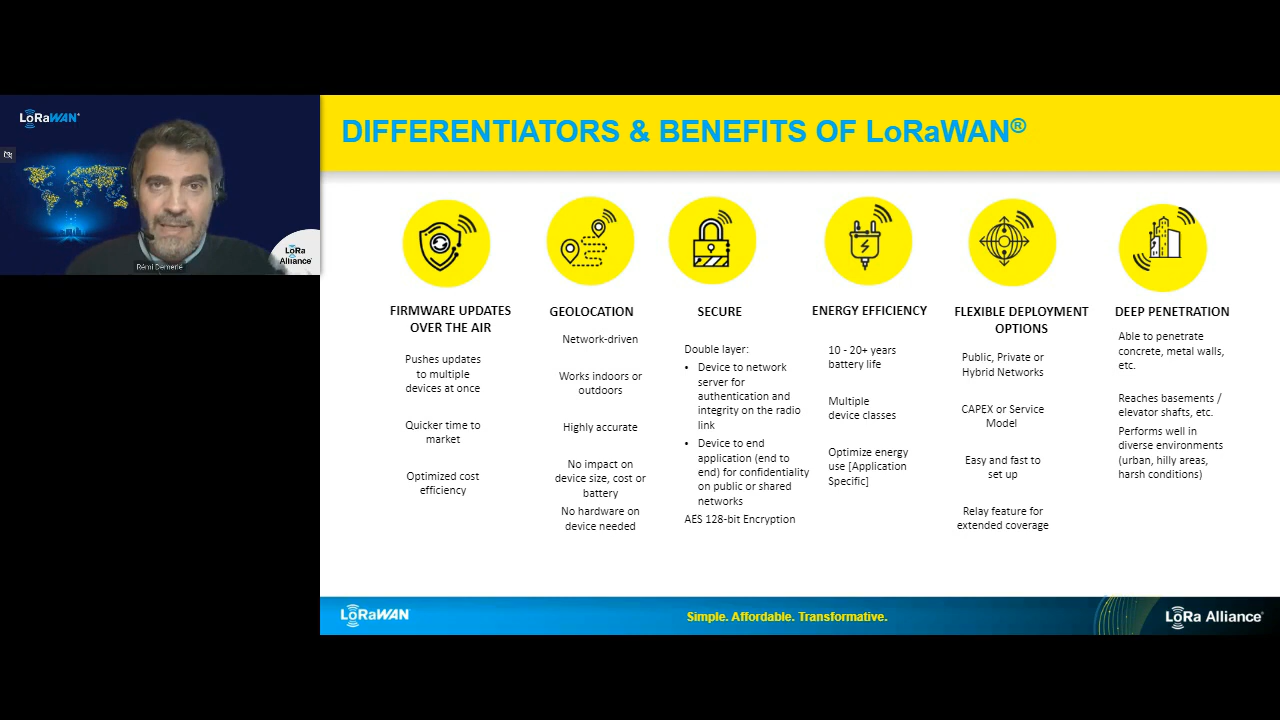 LoRaWAN®
Rémi Demerlé
LoRa
Alliance®
DIFFERENTIATORS & BENEFITS OF LoRaWAN®
FIRMWARE UPDATES
OVER THE AIR
Pushes updates
to multiple
devices at once
Quicker time to
market
Optimized cost
efficiency
GEOLOCATION
Network-driven
Works indoors or
outdoors
Highly accurate
No impact on
device size, cost or
battery
No hardware on
device needed
SECURE
Double layer:
• Device to network
server for
authentication and
integrity on the radio
link
• Device to end
application (end to
end) for confidentiality
on public or shared
networks
AES 128-bit Encryption
ENERGY EFFICIENCY
10 - 20+ years
battery life
Multiple
device classes
Optimize energy
use [Application
Specific]
FLEXIBLE DEPLOYMENT
OPTIONS
Public, Private or
Hybrid Networks
CAPEX or Service
Model
Easy and fast to
set up
Relay feature for
extended coverage
DEEP PENETRATION
Able to penetrate
concrete, metal walls,
etc.
Reaches basements /
elevator shafts, etc.
Performs well in
diverse environments
(urban, hilly areas,
harsh conditions)
LoRaWAN®
Simple. Affordable. Transformative.
LoRa Alliance®